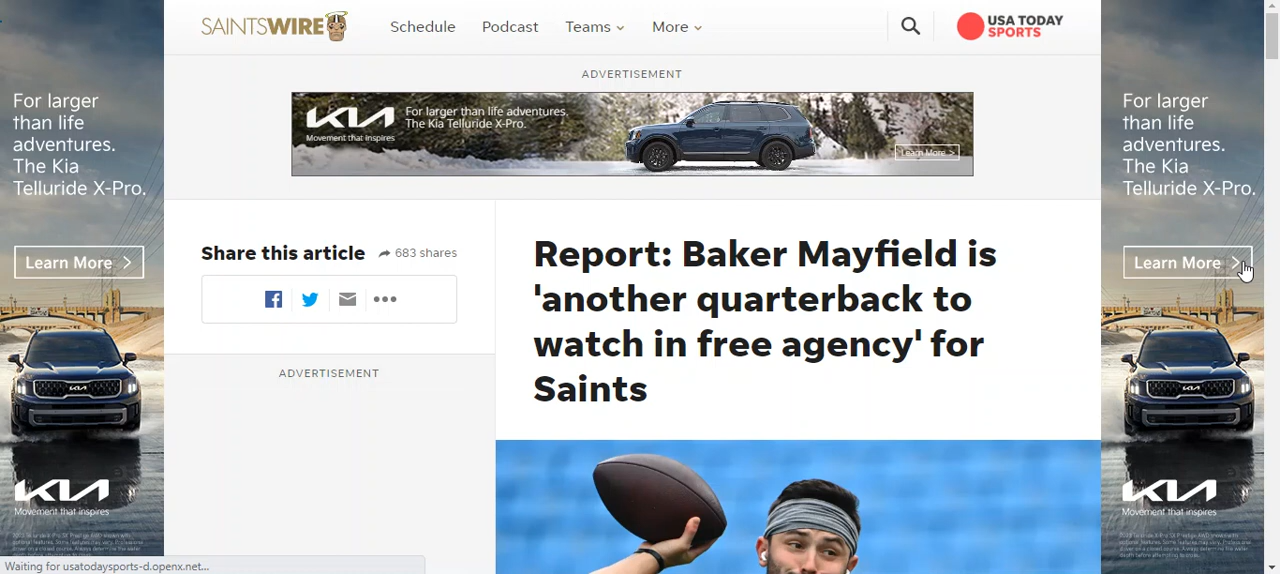 SAINTSWIRE
Schedule
Podcast
Teams
More
USA TODAY
SPORTS
ADVERTISEMENT
KIA
Movement that inspires
For larger than life adventures.
The Kia Telluride X-Pro.
Learn More >
For larger
than life
adventures.
The Kia
Telluride X-Pro.
Learn More >
KIA
Movement that inspires
Share this article
683 shares
ADVERTISEMENT
Report: Baker Mayfield is
'another quarterback to
watch in free agency' for
Saints
For larger
than life
adventures.
The Kia
Telluride X-Pro.
Learn More >
KIA
Movement that inspires
Waiting for usatodaysports-d.openx.net...